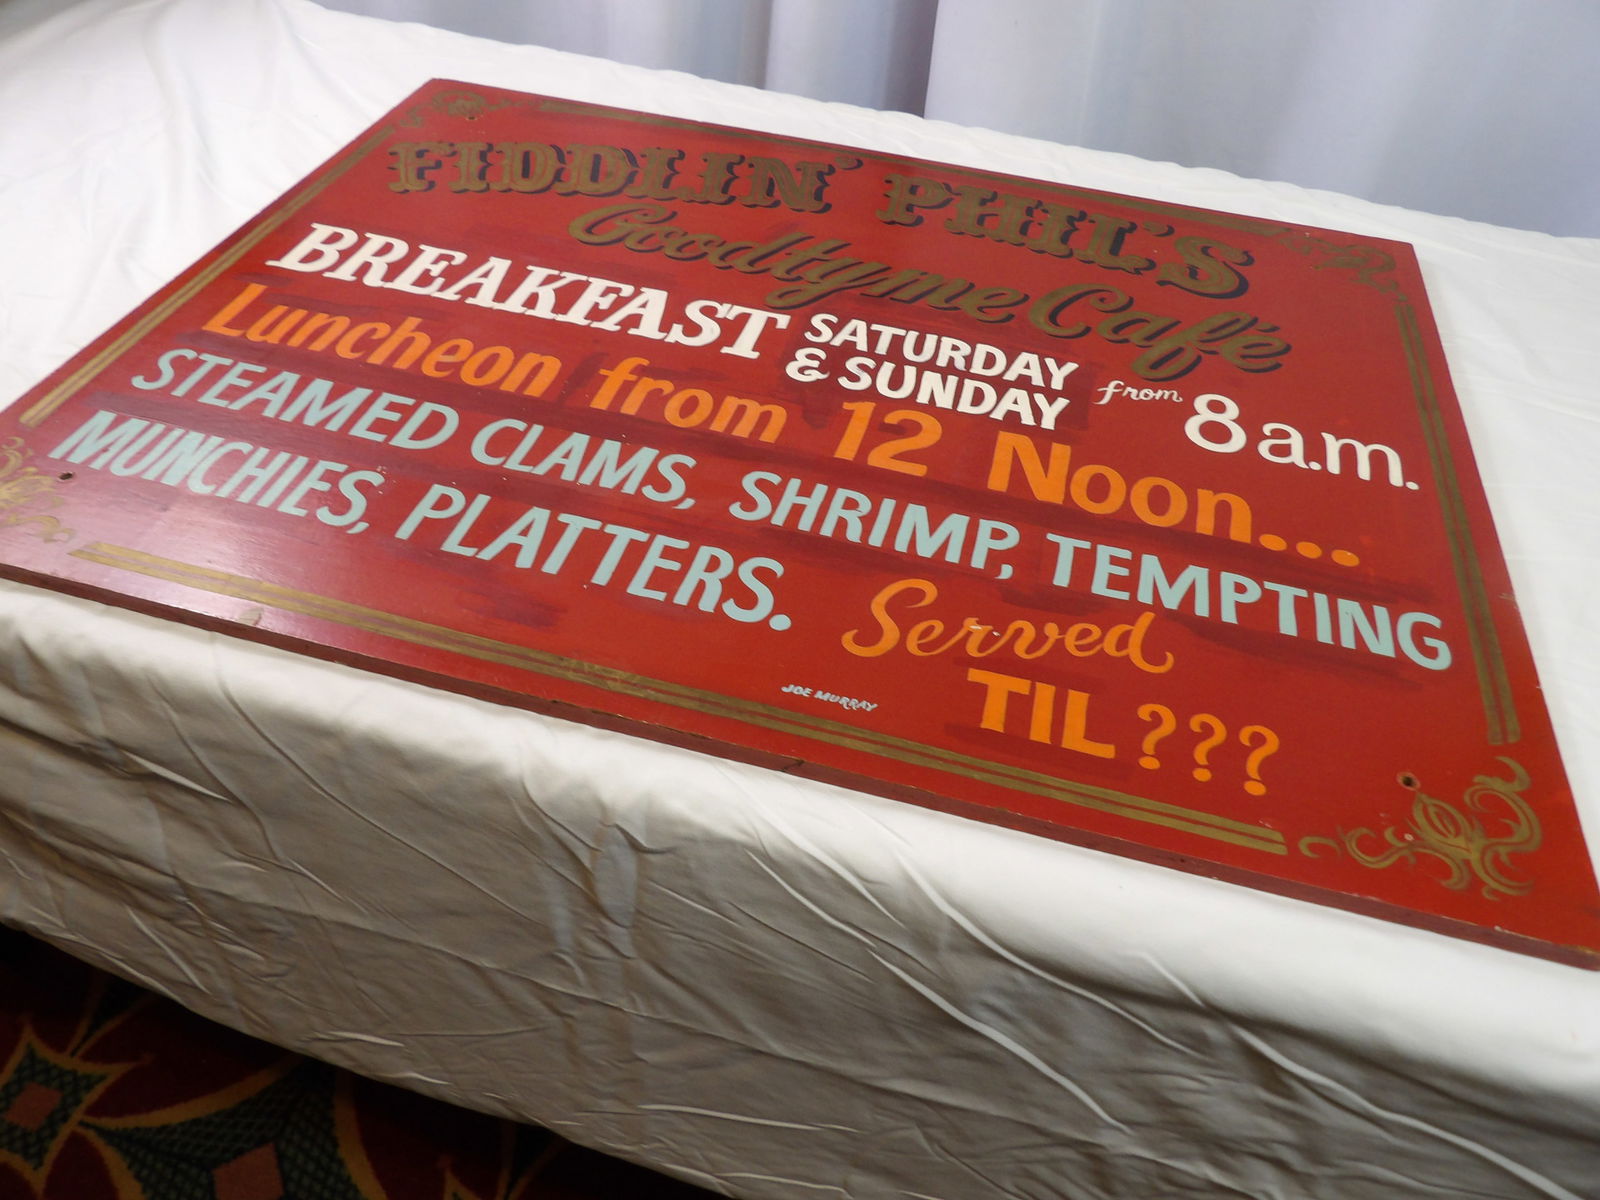 FIDDLIN' PHIL'S
Goodtyme Café
BREAKFAST SATURDAY & SUNDAY from 8 a.m.
Luncheon from 12 Noon...
STEAMED CLAMS, SHRIMP, TEMPTING
MUNCHIES, PLATTERS. Served
TIL ???
JOE MURRAY